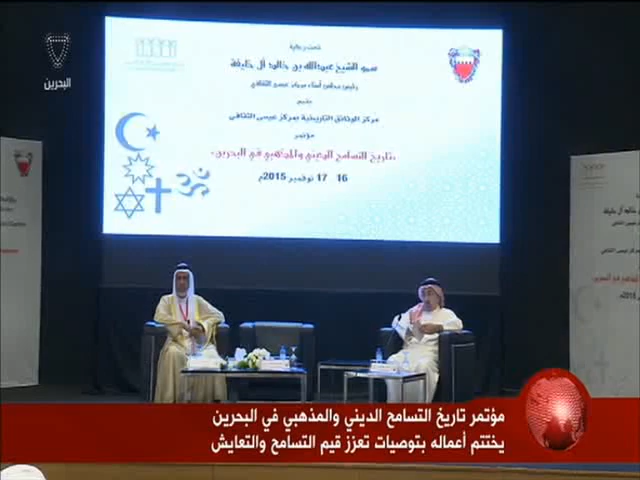 البحرين
تحت رعاية
سمو الشيخ عبدالله بن خالد آل خليفة
رئيس مجلس أمناء مركز عيسى الثقافي
ينظم
مركز الوثائق التاريخية بمركز عيسى الثقافي
مؤتمر
«تاريخ التسامح الديني والمذهبي في البحرين»
16 17 نوفمبر 2015م
مؤتمر تاريخ التسامح الديني والمذهبي في البحرين
يختتم أعماله بتوصيات تعزز قيم التسامح والتعايش